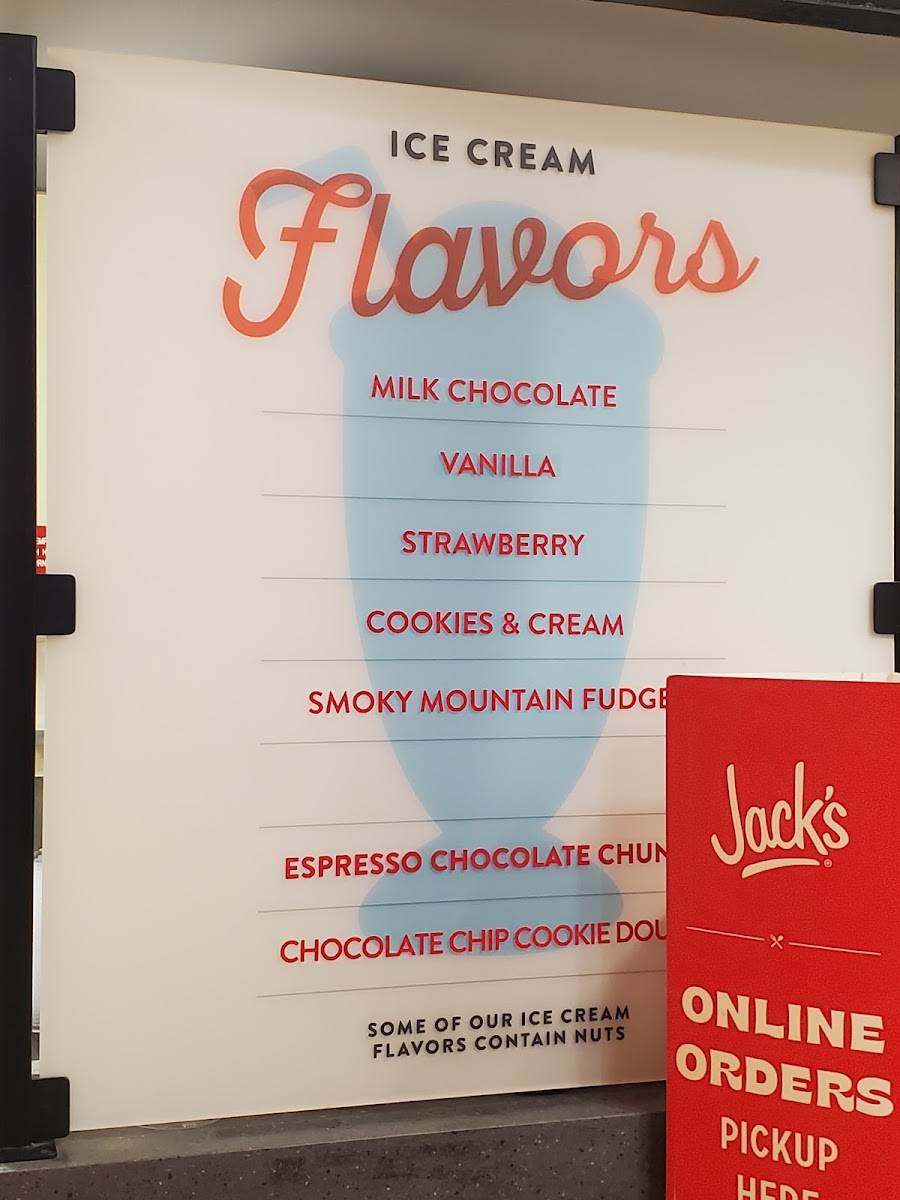 ICE CREAM
Flavors
MILK CHOCOLATE
VANILLA
STRAWBERRY
COOKIES & CREAM
SMOKY MOUNTAIN FUDGE
ESPRESSO CHOCOLATE CHUN
CHOCOLATE CHIP COOKIE DOU
SOME OF OUR ICE CREAM
FLAVORS CONTAIN NUTS
Jack's®
ONLINE
ORDERS
PICKUP
HERE